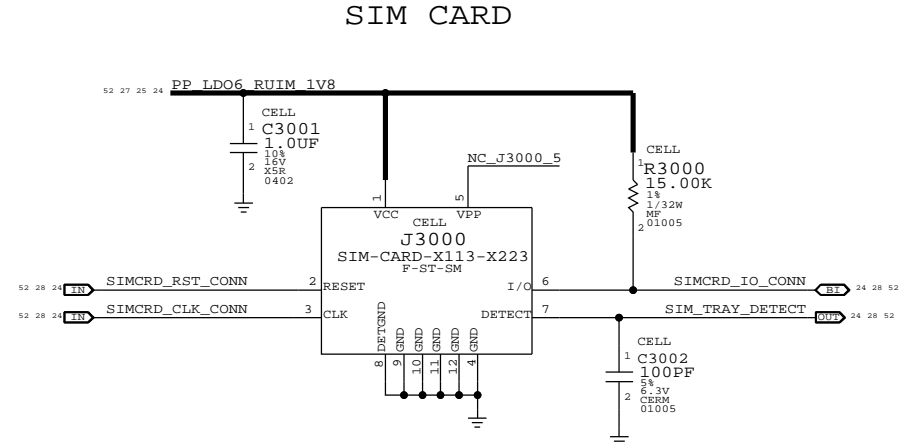 SIM CARD
52 27 25 24 PP_LDO6_RUIM_1V8
CELL
1 C3001
1.0UF
10%
16V
2 X5R
0402
NC_J3000_5
CELL
1 R3000
15.00K
1%
1/32W
MF
2 01005
1 5
VCC VPP
CELL
J3000
SIM-CARD-X113-X223
F-ST-SM
52 28 24 IN SIMCRD_RST_CONN 2 RESET
I/O 6 SIMCRD_IO_CONN BI 24 28 52
52 28 24 IN SIMCRD_CLK_CONN 3 CLK
DETECT 7 SIM_TRAY_DETECT OUT 24 28 52
DETGND GND GND GND GND GND
8 9 10 11 12 4
CELL
1 C3002
100PF
5%
6.3V
2 CERM
01005